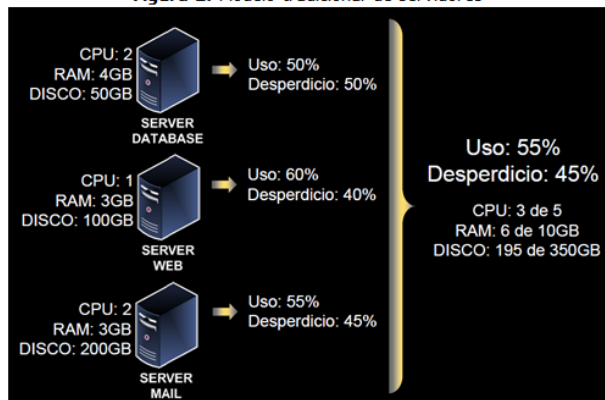 CPU: 2
RAM: 4GB
DISCO: 50GB
SERVER
DATABASE
Uso: 50%
Desperdicio: 50%
CPU: 1
RAM: 3GB
DISCO: 100GB
SERVER
WEB
Uso: 60%
Desperdicio: 40%
CPU: 2
RAM: 3GB
DISCO: 200GB
SERVER
MAIL
Uso: 55%
Desperdicio: 45%
Uso: 55%
Desperdicio: 45%
CPU: 3 de 5
RAM: 6 de 10GB
DISCO: 195 de 350GB